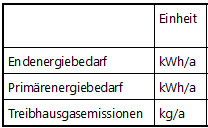 Einheit
Endenergiebedarf kWh/a
Primärenergiebedarf kWh/a
Treibhausgasemissionen kg/a